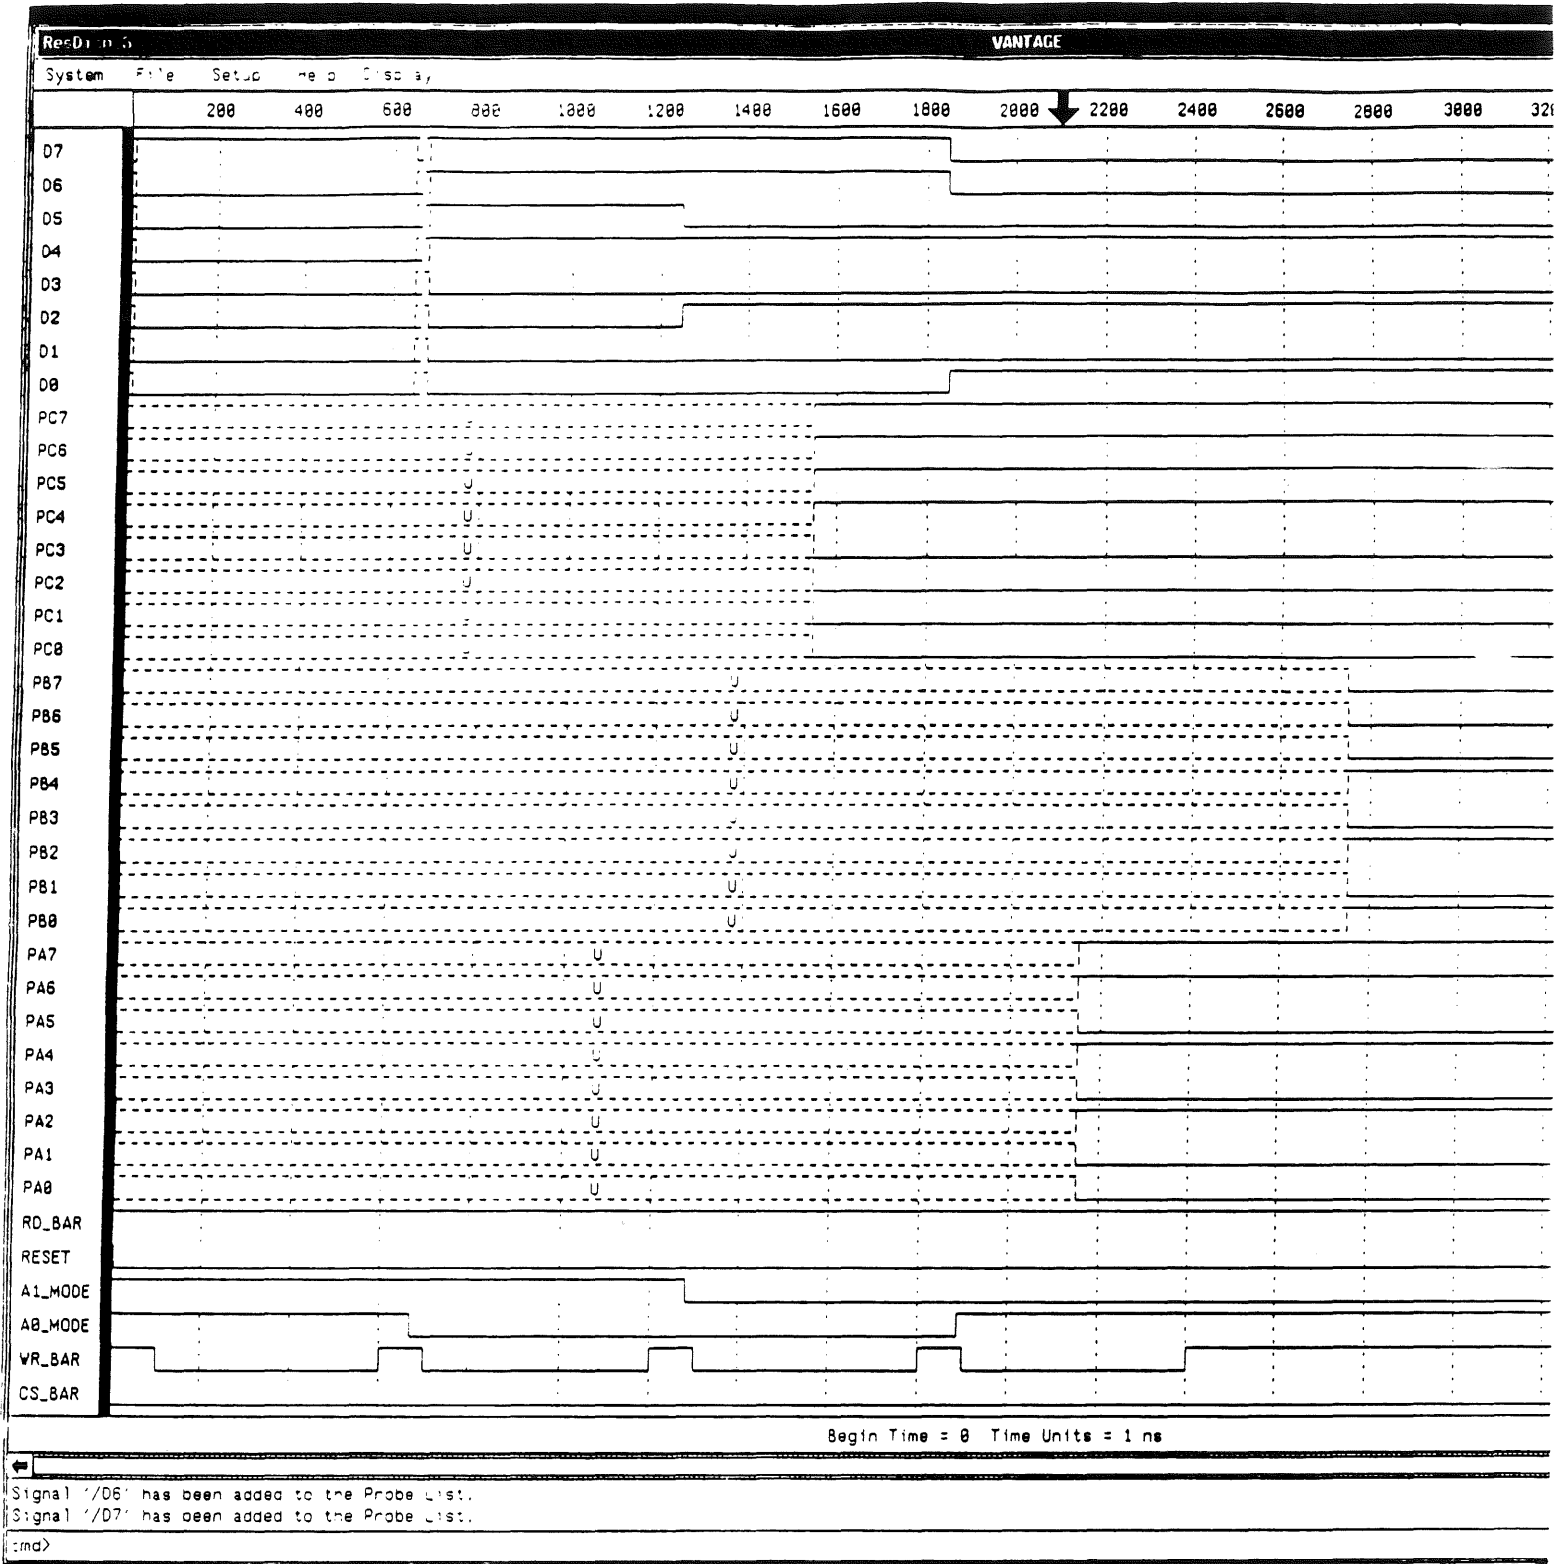 VANTAGE
System
200 400 600 800 1000 1200 1400 1600 1800 2000 2200 2400 2600 2800 3000
D7
D6
D5
D4
D3
D2
D1
D0
PC7
PC6
PC5
U
PC4
U
PC3
U
PC2
U
PC1
PC0
PB7
U
PB6
U
PB5
U
PB4
U
PB3
PB2
U
PB1
U
PB0
U
PA7
U
PA6
U
PA5
U
PA4
U
PA3
U
PA2
U
PA1
U
PA0
U
RD_BAR
RESET
A1_MODE
A0_MODE
WR_BAR
CS_BAR
Begin Time = 0 Time Units = 1 ns
Signal '/D6' has been added to the Probe List.
Signal '/D7' has been added to the Probe List.
cmd>